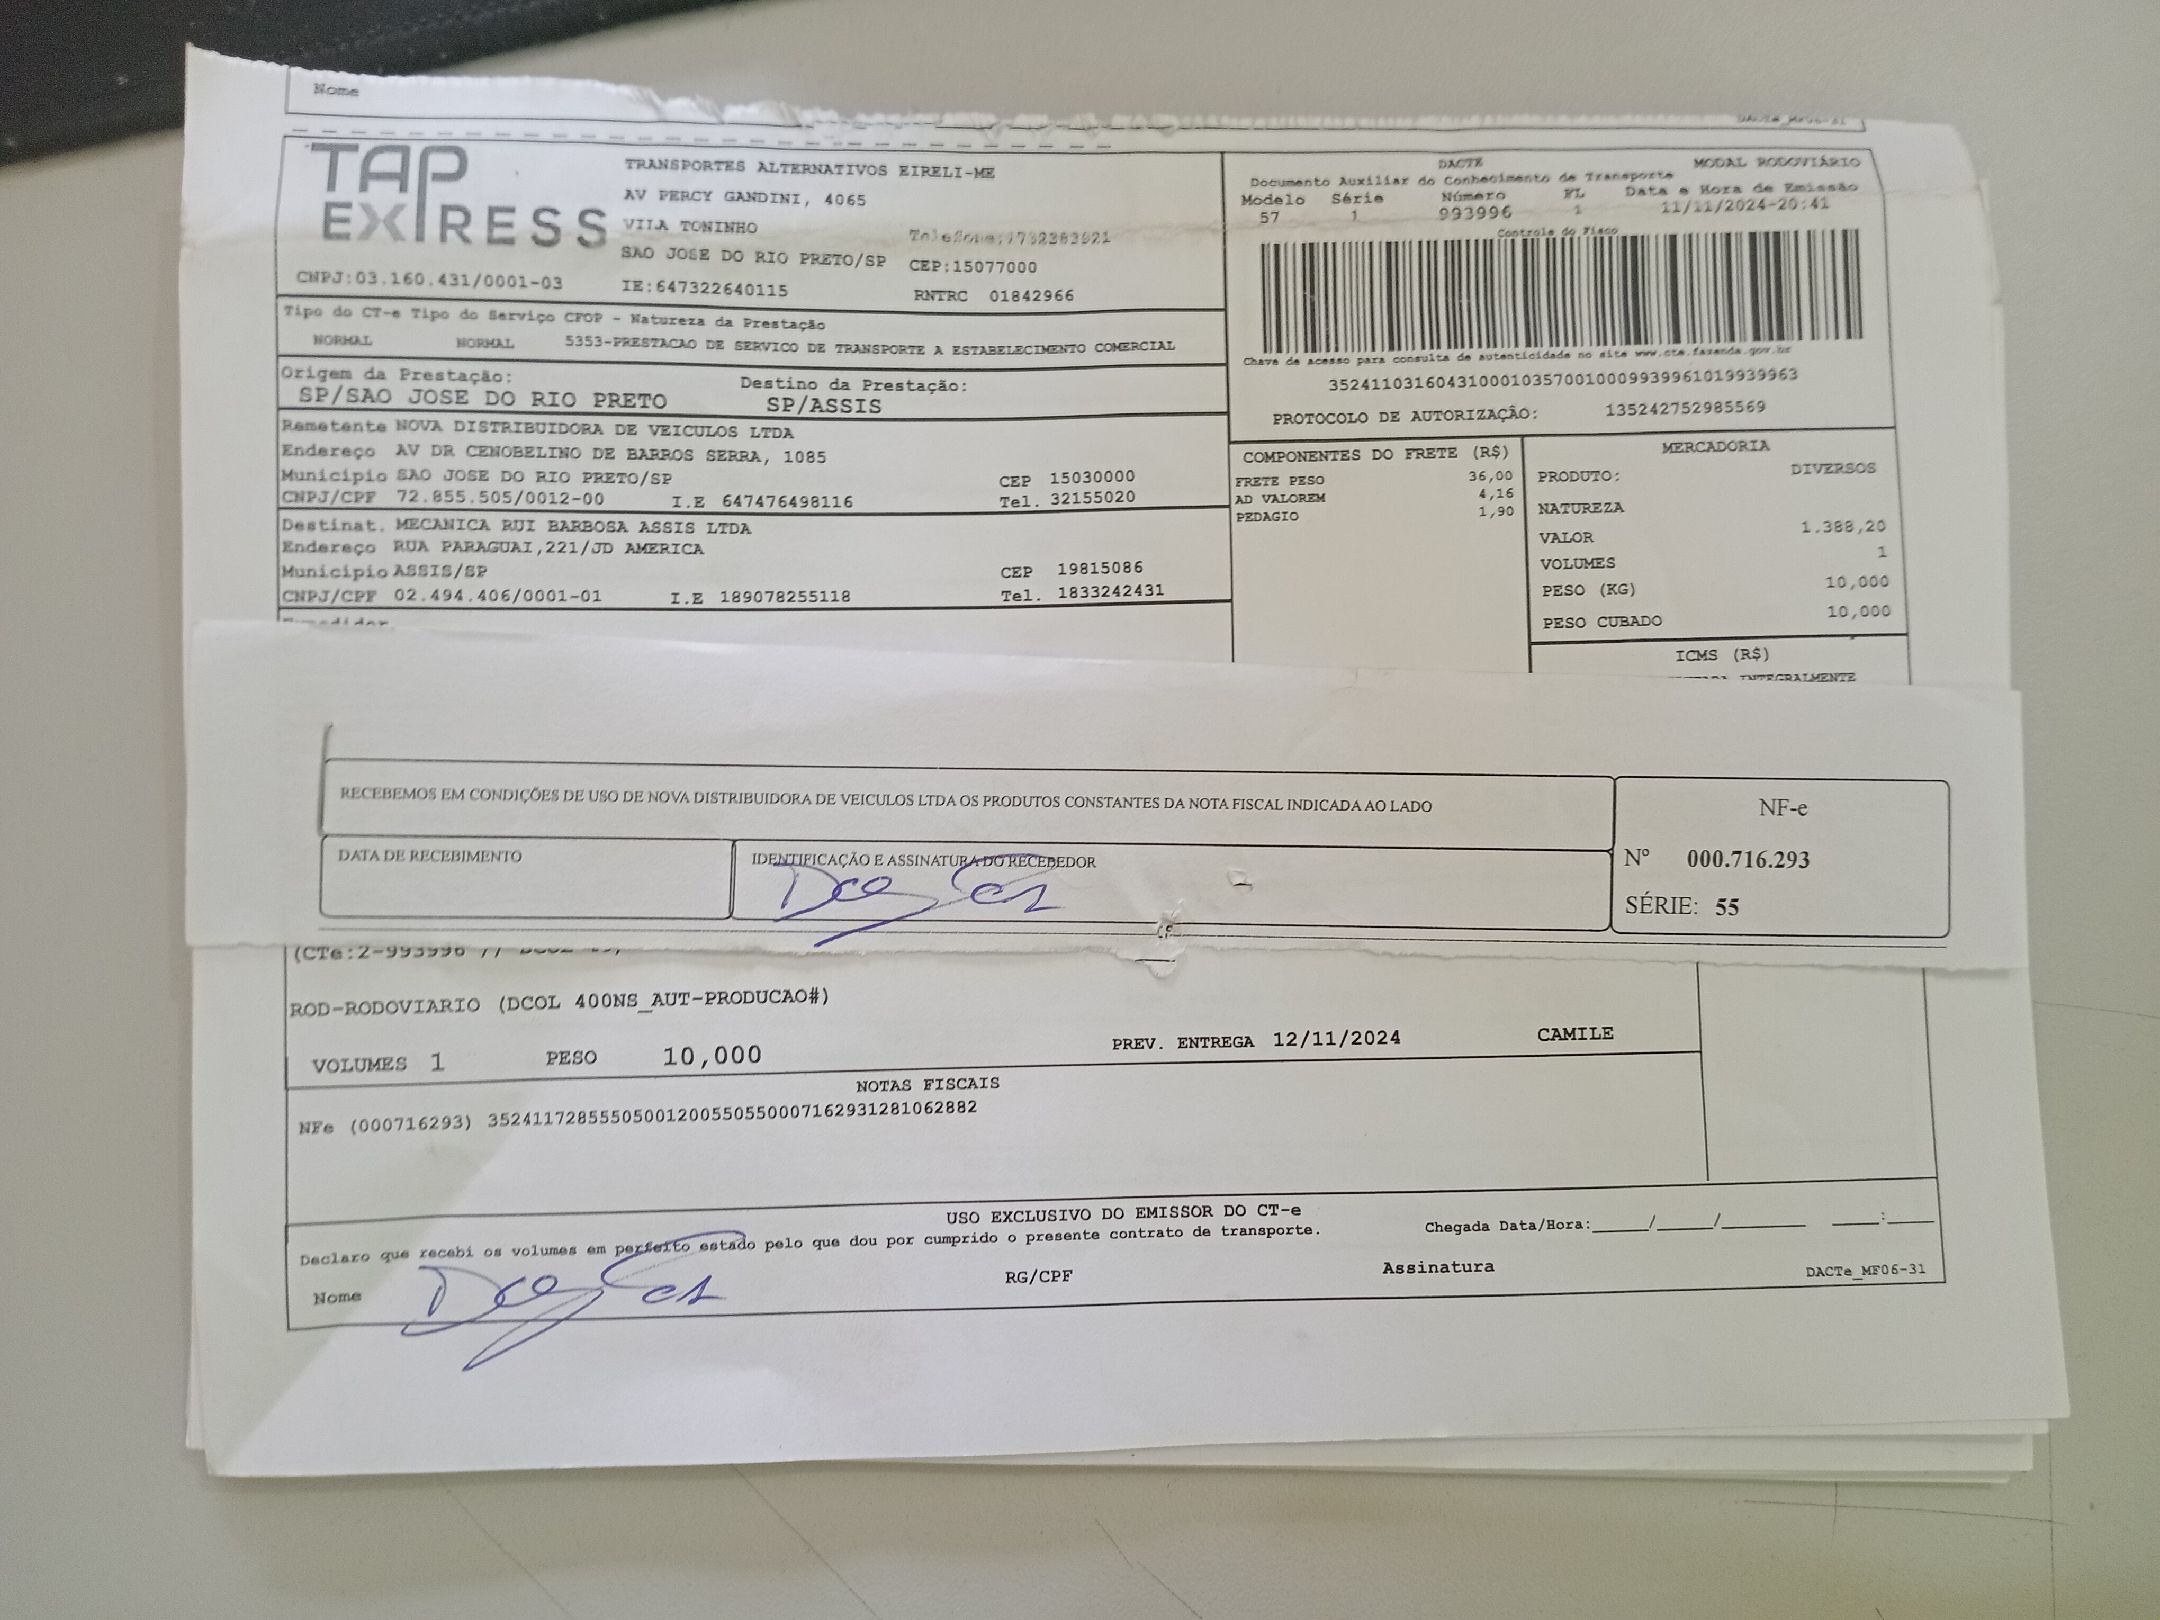 Nome
DACTe_MF06-31
TAP EXPRESS
TRANSPORTES ALTERNATIVOS EIRELI-ME
AV PERCY GANDINI, 4065
VILA TONINHO
SAO JOSE DO RIO PRETO/SP CEP:15077000
CNPJ:03.160.431/0001-03 IE:647322640115 RNTRC 01842966
DACTE MODAL RODOVIÁRIO
Documento Auxiliar do Conhecimento de Transporte
Modelo Série Número FL Data e Hora de Emissão
57 1 993996 1 11/11/2024-20:41
Controle do Fisco
Chave de acesso para consulta de autenticidade no site www.cte.fazenda.gov.br
35241103160431000103570010009939961019939963
PROTOCOLO DE AUTORIZAÇÃO: 135242752985569
Tipo do CT-e Tipo do Serviço CFOP - Natureza da Prestação
NORMAL NORMAL 5353-PRESTACAO DE SERVICO DE TRANSPORTE A ESTABELECIMENTO COMERCIAL
Origem da Prestação: Destino da Prestação:
SP/SAO JOSE DO RIO PRETO SP/ASSIS
Remetente NOVA DISTRIBUIDORA DE VEICULOS LTDA
Endereço AV DR CENOBELINO DE BARROS SERRA, 1085
Municipio SAO JOSE DO RIO PRETO/SP CEP 15030000
CNPJ/CPF 72.855.505/0012-00 I.E 647476498116 Tel. 32155020
Destinat. MECANICA RUI BARBOSA ASSIS LTDA
Endereço RUA PARAGUAI,221/JD AMERICA
Municipio ASSIS/SP CEP 19815086
CNPJ/CPF 02.494.406/0001-01 I.E 189078255118 Tel. 1833242431
COMPONENTES DO FRETE (R$)
FRETE PESO 36,00
AD VALOREM 4,16
PEDAGIO 1,90
MERCADORIA
PRODUTO: DIVERSOS
NATUREZA
VALOR 1.388,20
VOLUMES 1
PESO (KG) 10,000
PESO CUBADO 10,000
ICMS (R$)
INTEGRALMENTE
RECEBEMOS EM CONDIÇÕES DE USO DE NOVA DISTRIBUIDORA DE VEICULOS LTDA OS PRODUTOS CONSTANTES DA NOTA FISCAL INDICADA AO LADO
DATA DE RECEBIMENTO IDENTIFICAÇÃO E ASSINATURA DO RECEBEDOR
NF-e
Nº 000.716.293
SÉRIE: 55
(CTe:2-993996 //
ROD-RODOVIARIO (DCOL 400NS_AUT-PRODUCAO#)
VOLUMES 1 PESO 10,000 PREV. ENTREGA 12/11/2024 CAMILE
NOTAS FISCAIS
NFe (000716293) 35241172855505001200550550007162931281062882
USO EXCLUSIVO DO EMISSOR DO CT-e
Declaro que recebi os volumes em perfeito estado pelo que dou por cumprido o presente contrato de transporte. Chegada Data/Hora:_____/_____/_______ ____:____
Nome RG/CPF Assinatura DACTe_MF06-31